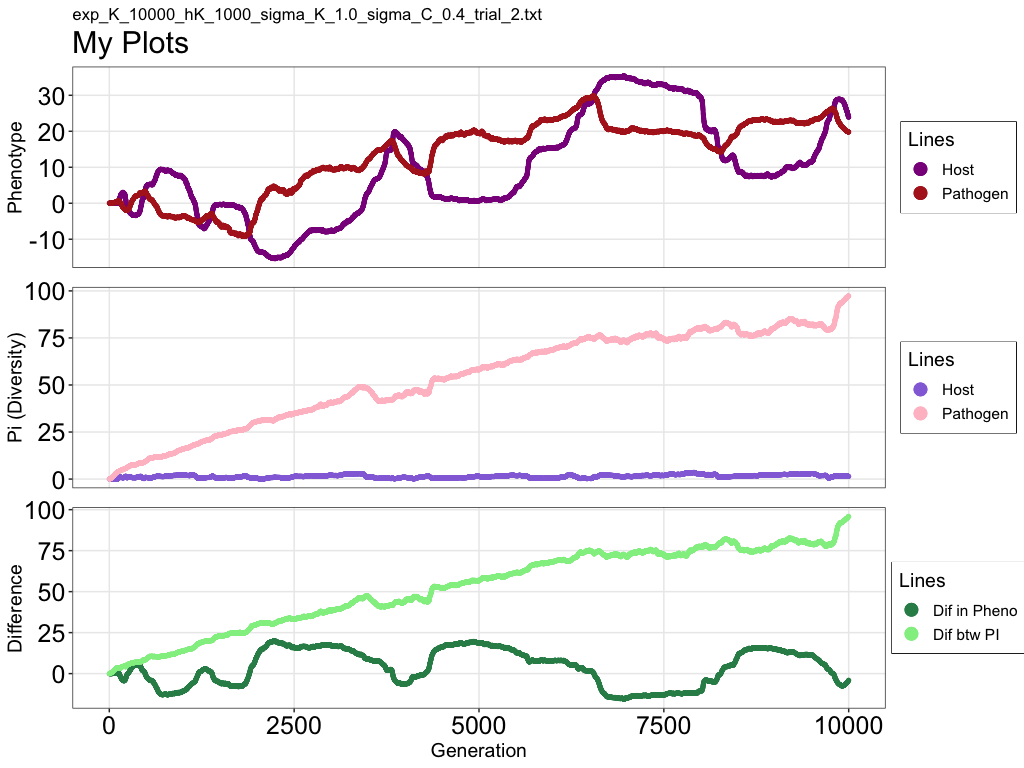 exp_K_10000_hK_1000_sigma_K_1.0_sigma_C_0.4_trial_2.txt
My Plots
Phenotype
30
20
10
0
-10
Lines
Host
Pathogen
Pi (Diversity)
100
75
50
25
0
Lines
Host
Pathogen
Difference
100
75
50
25
0
Lines
Dif in Pheno
Dif btw PI
0 2500 5000 7500 10000
Generation